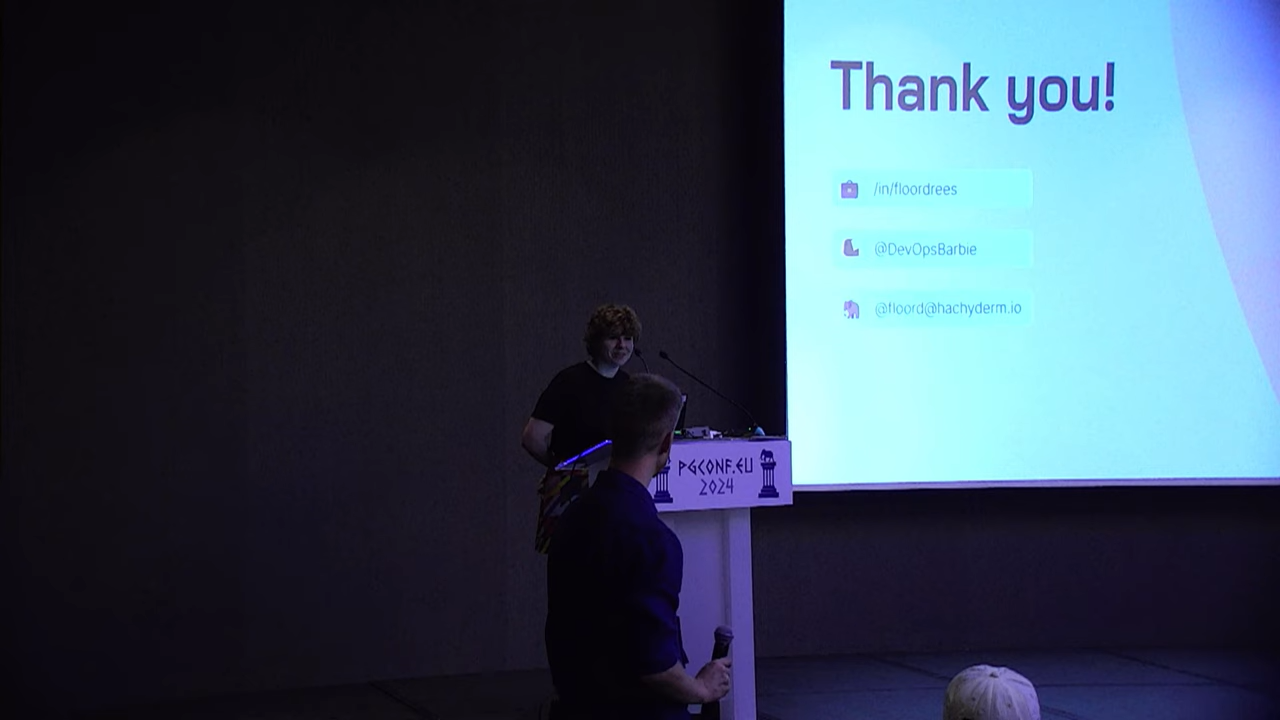 Thank you!
/in/floordrees
@DevOpsBarbie
@floord@hachyderm.io
PGCONF.EU
2024